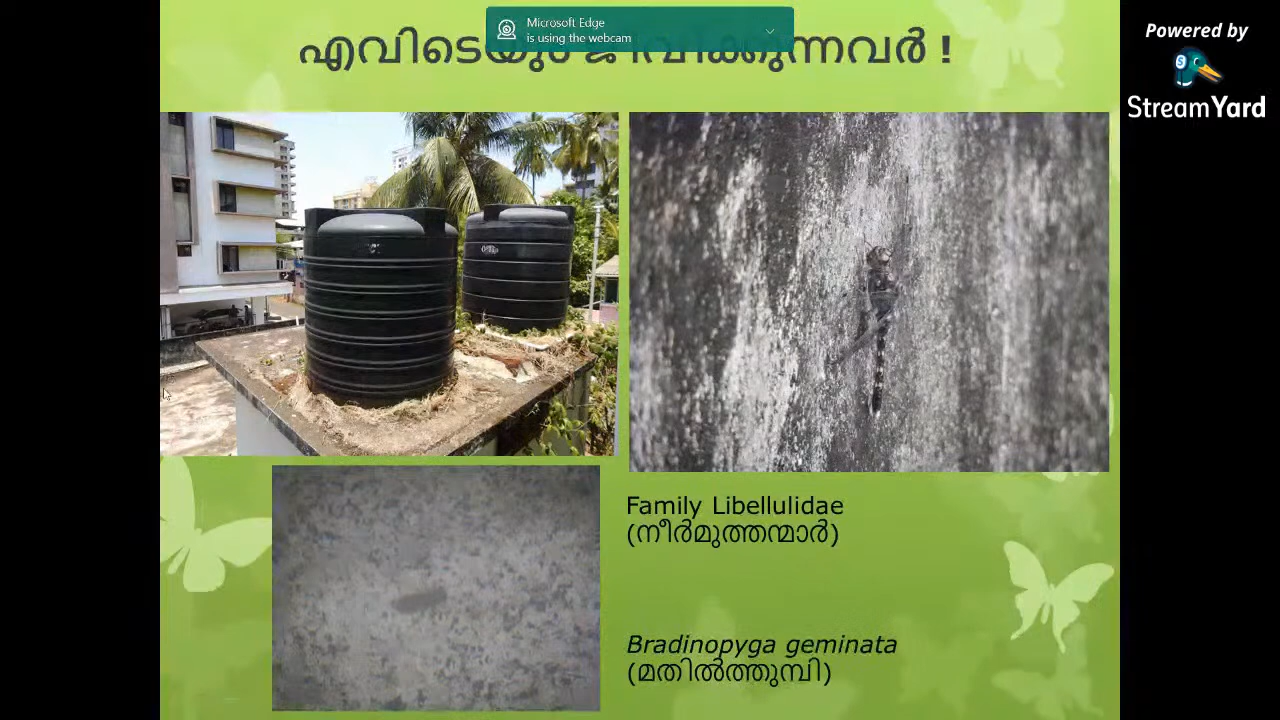 Microsoft Edge
is using the webcam
എവിടെയും ജീവിക്കുന്നവർ !
Powered by
StreamYard
Family Libellulidae
(നീർമുത്തന്മാർ)
Bradinopyga geminata
(മതിൽത്തുമ്പി)